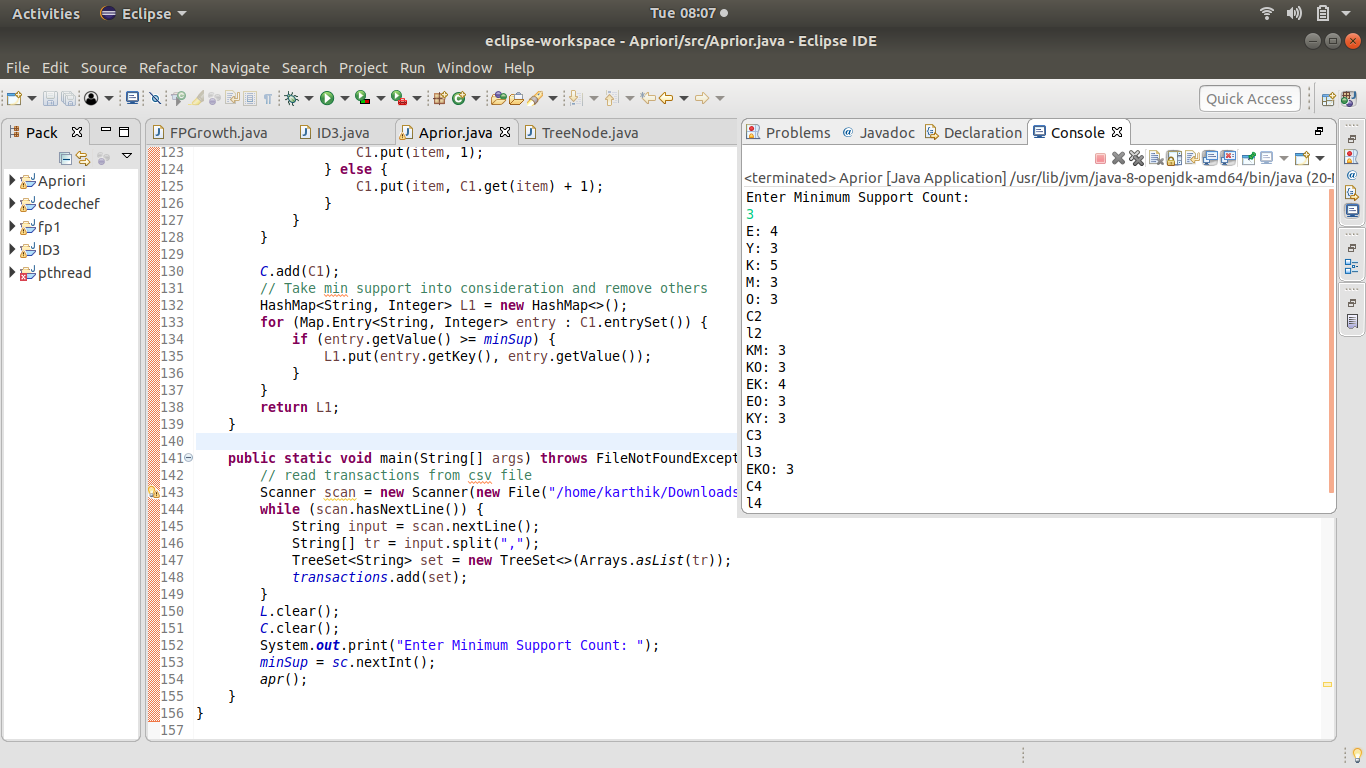 Activities Eclipse Tue 08:07
eclipse-workspace - Apriori/src/Aprior.java - Eclipse IDE
File Edit Source Refactor Navigate Search Project Run Window Help
Quick Access
Pack
Apriori
codechef
fp1
ID3
pthread
FPGrowth.java ID3.java Aprior.java TreeNode.java
123 C1.put(item, 1);
124 } else {
125 C1.put(item, C1.get(item) + 1);
126 }
127 }
128 }
129
130 C.add(C1);
131 // Take min support into consideration and remove others
132 HashMap<String, Integer> L1 = new HashMap<>();
133 for (Map.Entry<String, Integer> entry : C1.entrySet()) {
134 if (entry.getValue() >= minSup) {
135 L1.put(entry.getKey(), entry.getValue());
136 }
137 }
138 return L1;
139 }
140
141 public static void main(String[] args) throws FileNotFoundExcept
142 // read transactions from csv file
143 Scanner scan = new Scanner(new File("/home/karthik/Downloads
144 while (scan.hasNextLine()) {
145 String input = scan.nextLine();
146 String[] tr = input.split(",");
147 TreeSet<String> set = new TreeSet<>(Arrays.asList(tr));
148 transactions.add(set);
149 }
150 L.clear();
151 C.clear();
152 System.out.print("Enter Minimum Support Count: ");
153 minSup = sc.nextInt();
154 apr();
155 }
156 }
157
Problems Javadoc Declaration Console
<terminated> Aprior [Java Application] /usr/lib/jvm/java-8-openjdk-amd64/bin/java (20-
Enter Minimum Support Count:
3
E: 4
Y: 3
K: 5
M: 3
O: 3
C2
l2
KM: 3
KO: 3
EK: 4
EO: 3
KY: 3
C3
l3
EKO: 3
C4
l4